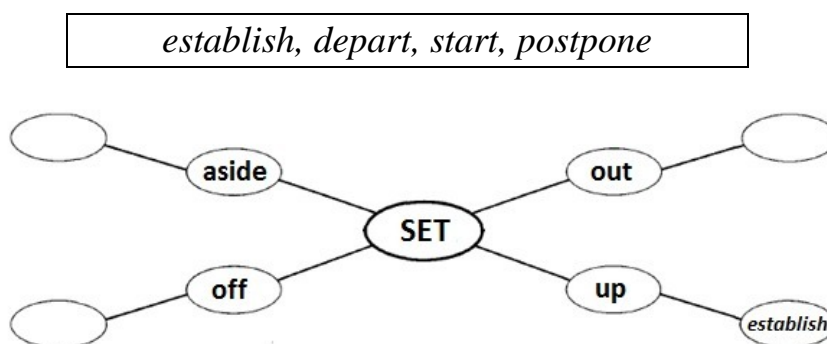 establish, depart, start, postpone
aside
out
SET
off
up
establish